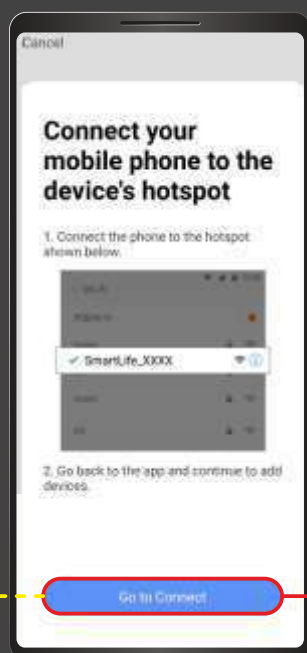 Cancel
Connect your
mobile phone to the
device's hotspot
1. Connect the phone to the hotspot
shown below.
SmartLife_XXXX
2. Go back to the app and continue to add
devices.
Go to Connect